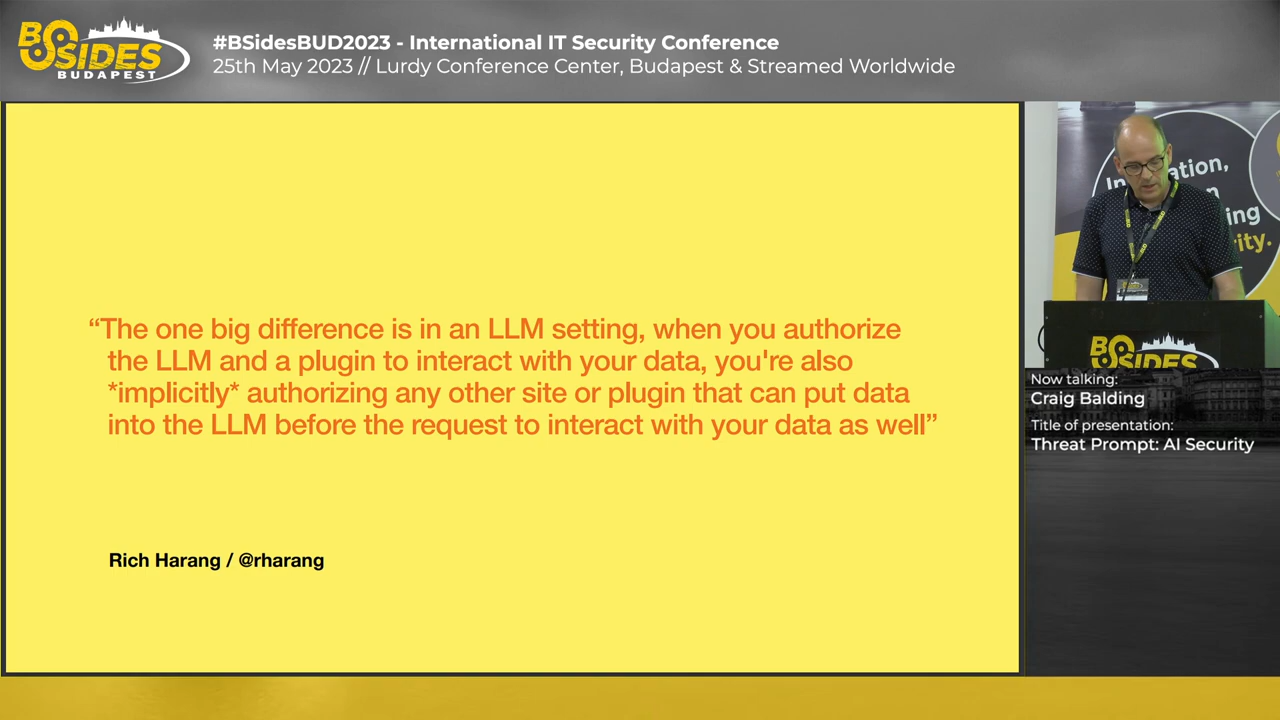 BSIDES
BUDAPEST
#BSidesBUD2023 - International IT Security Conference
25th May 2023 // Lurdy Conference Center, Budapest & Streamed Worldwide
“The one big difference is in an LLM setting, when you authorize
the LLM and a plugin to interact with your data, you're also
*implicitly* authorizing any other site or plugin that can put data
into the LLM before the request to interact with your data as well”
Rich Harang / @rharang
BSIDES
Now talking:
Craig Balding
Title of presentation:
Threat Prompt: AI Security